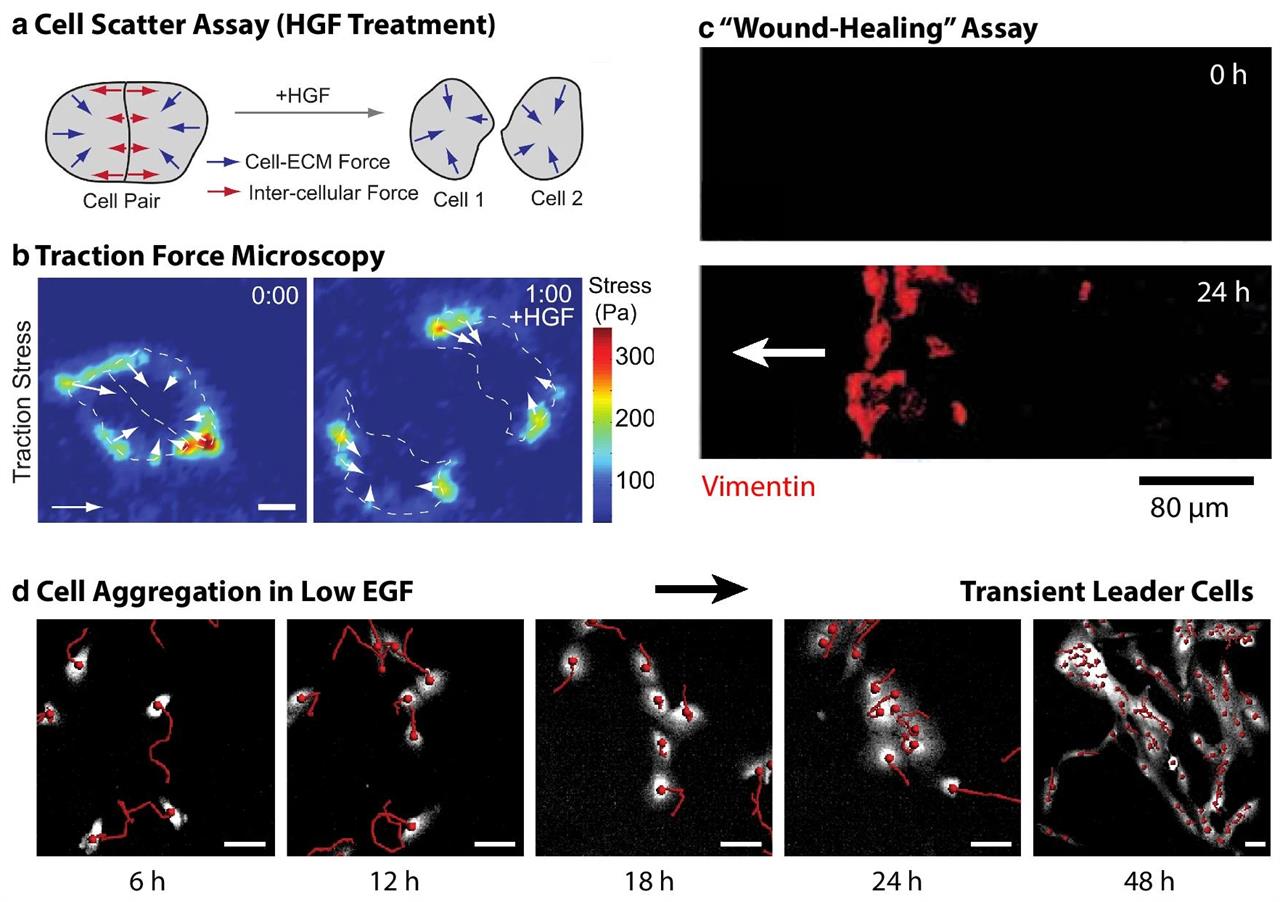 a Cell Scatter Assay (HGF Treatment)
+HGF
Cell-ECM Force
Inter-cellular Force
Cell Pair
Cell 1
Cell 2
b Traction Force Microscopy
Traction Stress
0:00
1:00
+HGF
Stress
(Pa)
300
200
100
c “Wound-Healing” Assay
0 h
24 h
Vimentin
80 μm
d Cell Aggregation in Low EGF
Transient Leader Cells
6 h
12 h
18 h
24 h
48 h